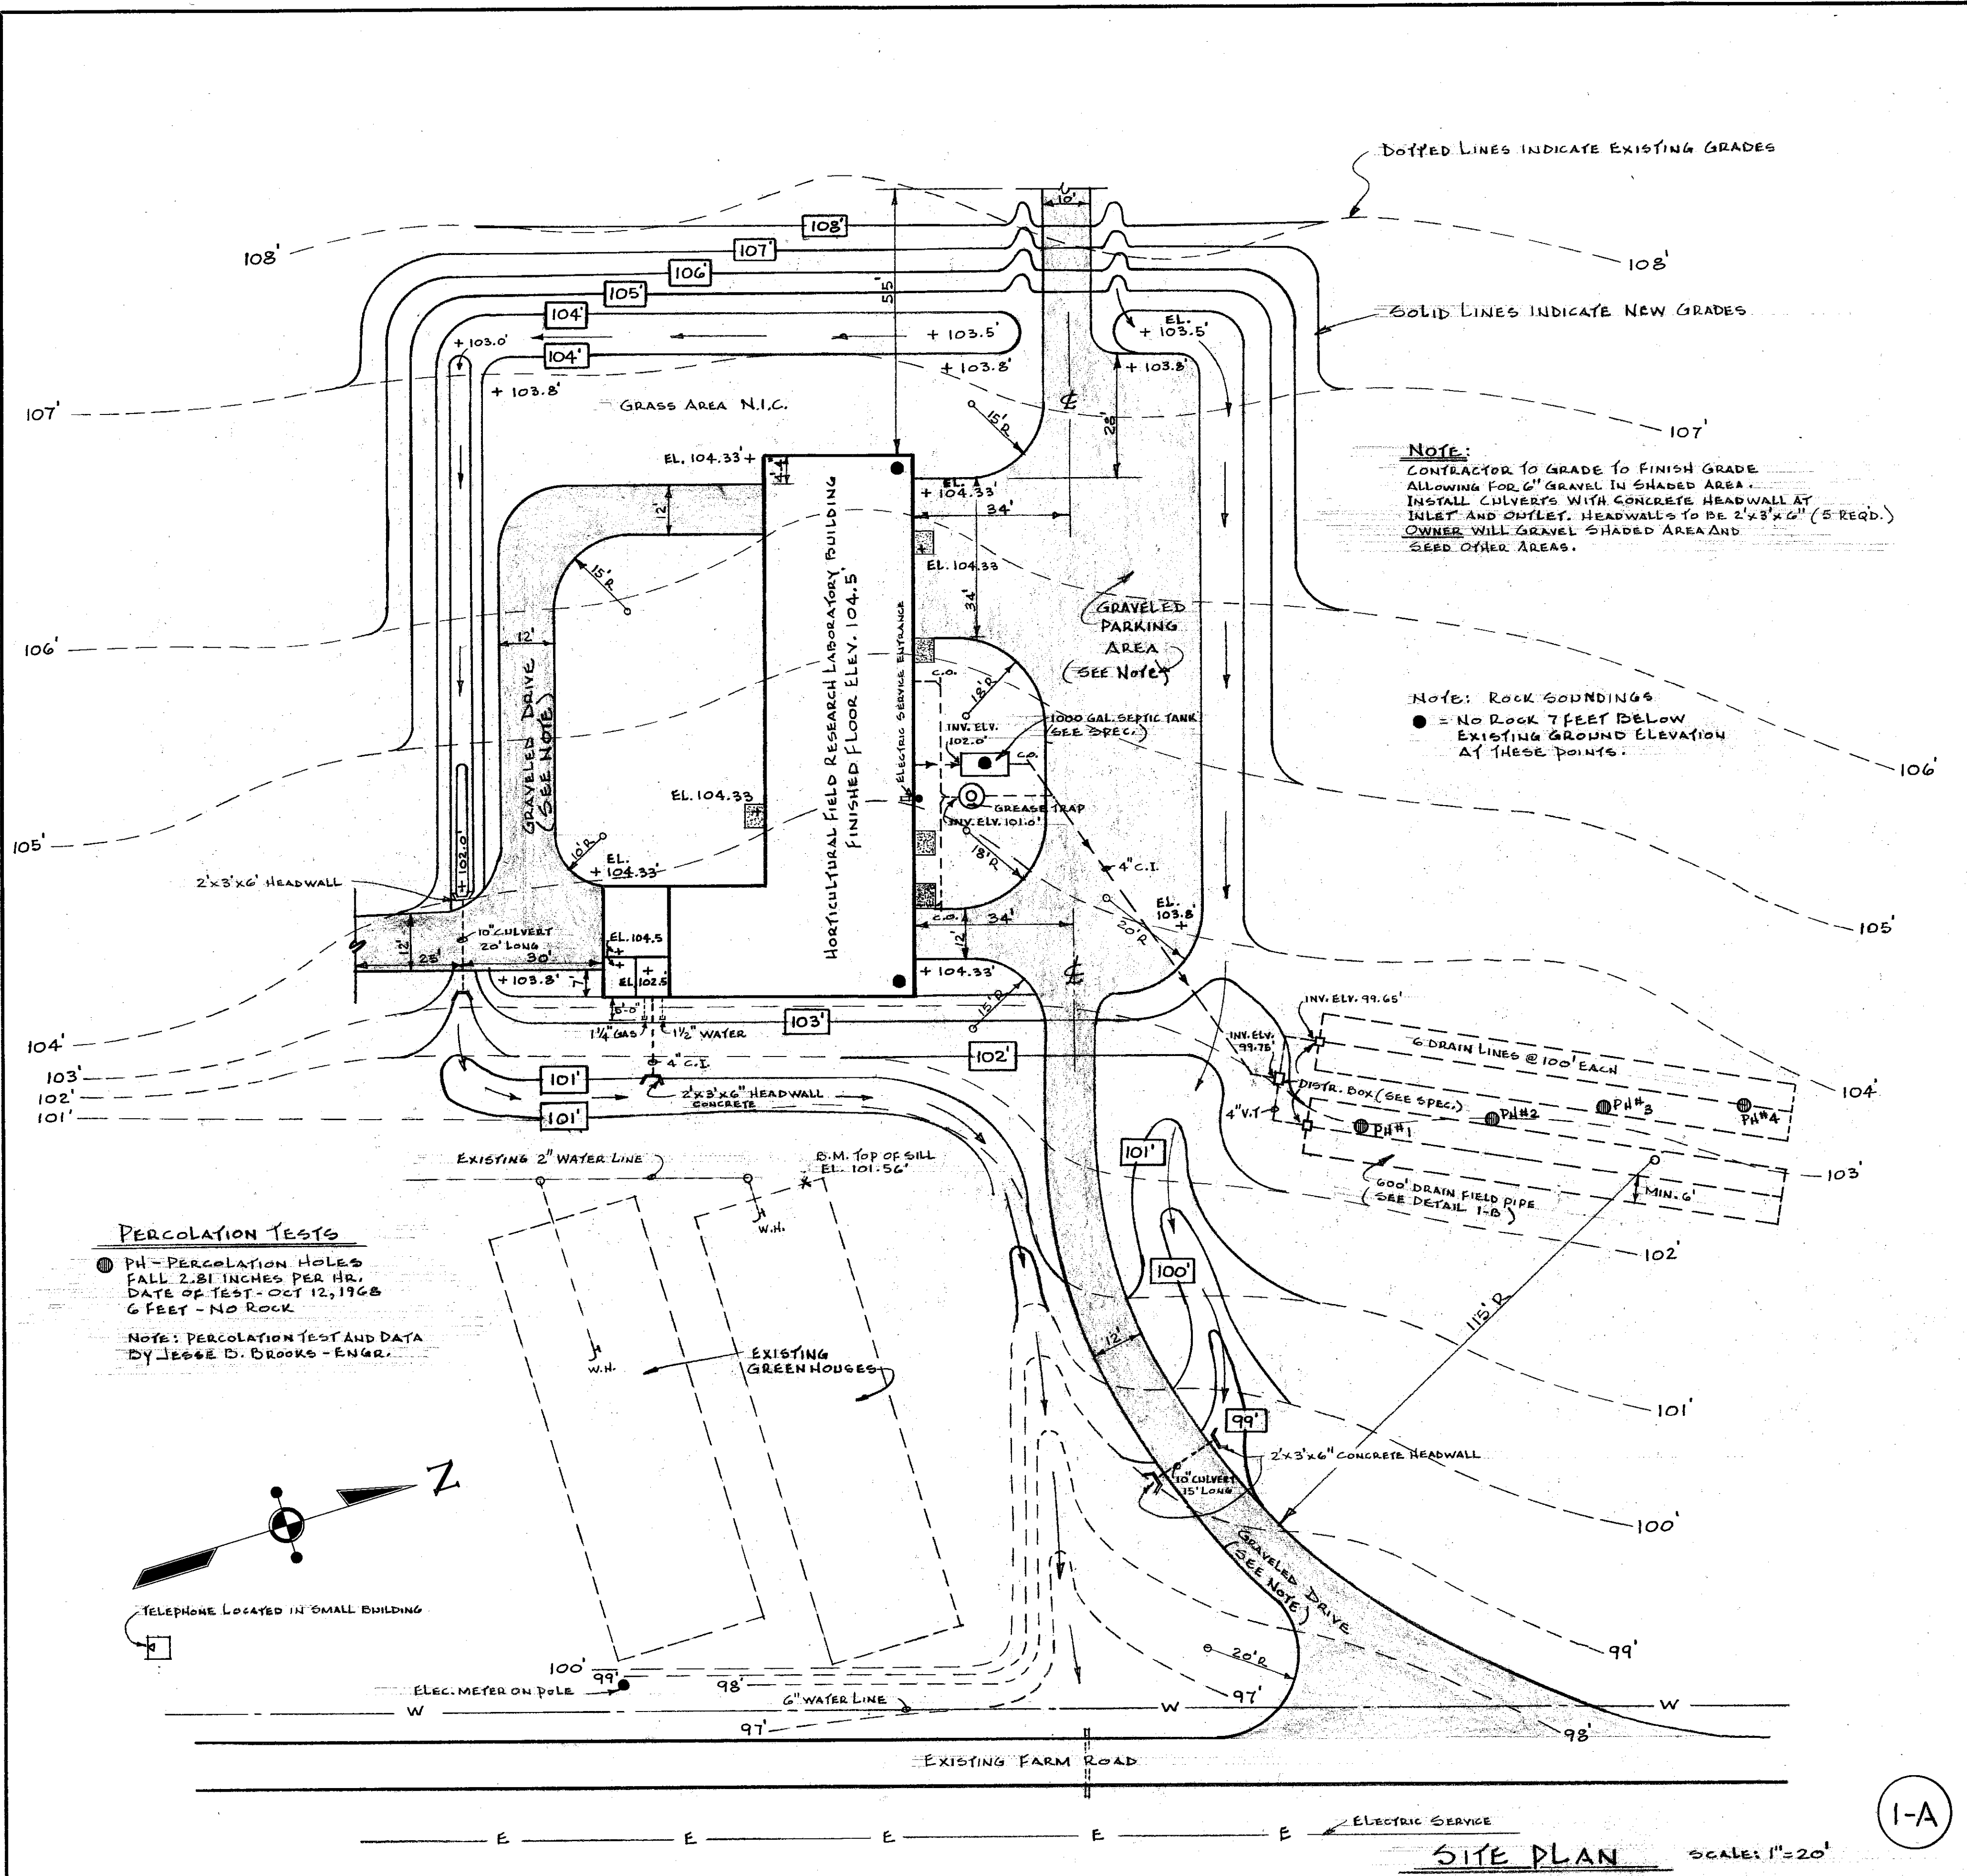 DOTTED LINES INDICATE EXISTING GRADES
10'
108'
108'
107'
108'
106'
55'
105'
SOLID LINES INDICATE NEW GRADES
104'
EL.
+ 103.5'
+ 103.5'
+ 103.0'
104'
+ 103.8'
+ 103.8'
+ 103.8'
GRASS AREA N.I.C.
℄
107'
15'R
28'
107'
NOTE:
CONTRACTOR TO GRADE TO FINISH GRADE
ALLOWING FOR 6" GRAVEL IN SHADED AREA.
INSTALL CULVERTS WITH CONCRETE HEADWALL AT
INLET AND OUTLET. HEADWALLS TO BE 2'x3'x6" (5 REQ'D.)
OWNER WILL GRAVEL SHADED AREA AND
SEED OTHER AREAS.
EL. 104.33'+
4'
EL.
+ 104.33'
34'
12'
EL. 104.33
15'R
34'
GRAVELED
PARKING
AREA
(SEE NOTE)
106'
12'
HORTICULTURAL FIELD RESEARCH LABORATORY BUILDING
FINISHED FLOOR ELEV. 104.5'
ELECTRIC SERVICE ENTRANCE
GRAVELED DRIVE
(SEE NOTE)
C.O.
18'R
NOTE: ROCK SOUNDINGS
= NO ROCK 7 FEET BELOW
EXISTING GROUND ELEVATION
AT THESE POINTS.
1000 GAL. SEPTIC TANK
(SEE SPEC.)
INV. ELV.
102.0'
C.O.
106'
EL. 104.33
GREASE TRAP
INV. ELV. 101.0'
105'
18'R
10'R
EL.
+ 104.33'
4" C.I.
+ 102.0'
2'x3'x6' HEADWALL
C.O.
34'
12'
EL.
103.8'
+
20'R
105'
10" CULVERT
20' LONG
12'
25'
30'
EL. 104.5
EL. 102.5
+ 103.8'
7'
+ 104.33'
℄
5'-0"
1¼" GAS
1½" WATER
103'
15'R
INV. ELV. 99.65'
104'
102'
INV. ELV.
99.75'
6 DRAIN LINES @ 100' EACH
103'
102'
101'
101'
4" C.I.
2'x3'x6" HEADWALL
CONCRETE
DISTR. BOX (SEE SPEC.)
104'
4" V.T.
PH#1
PH#2
PH#3
PH#4
101'
101'
EXISTING 2" WATER LINE
B.M. TOP OF SILL
EL. 101.56'
103'
600' DRAIN FIELD PIPE
(SEE DETAIL 1-B)
MIN. 6'
W.H.
102'
PERCOLATION TESTS
PH - PERCOLATION HOLES
FALL 2.81 INCHES PER HR.
DATE OF TEST - OCT 12, 1968
6 FEET - NO ROCK
NOTE: PERCOLATION TEST AND DATA
BY JESSE B. BROOKS - ENGR.
100'
115' R
12'
W.H.
EXISTING
GREENHOUSES
101'
99'
2'x3'x6" CONCRETE HEADWALL
10" CULVERT
15' LONG
Z
100'
GRAVELED DRIVE
(SEE NOTE)
TELEPHONE LOCATED IN SMALL BUILDING
99'
20'R
100'
99'
98'
ELEC. METER ON POLE
6" WATER LINE
97'
W
W
W
97'
98'
EXISTING FARM ROAD
E
E
E
E
E
ELECTRIC SERVICE
1-A
SITE PLAN
SCALE: 1"=20'